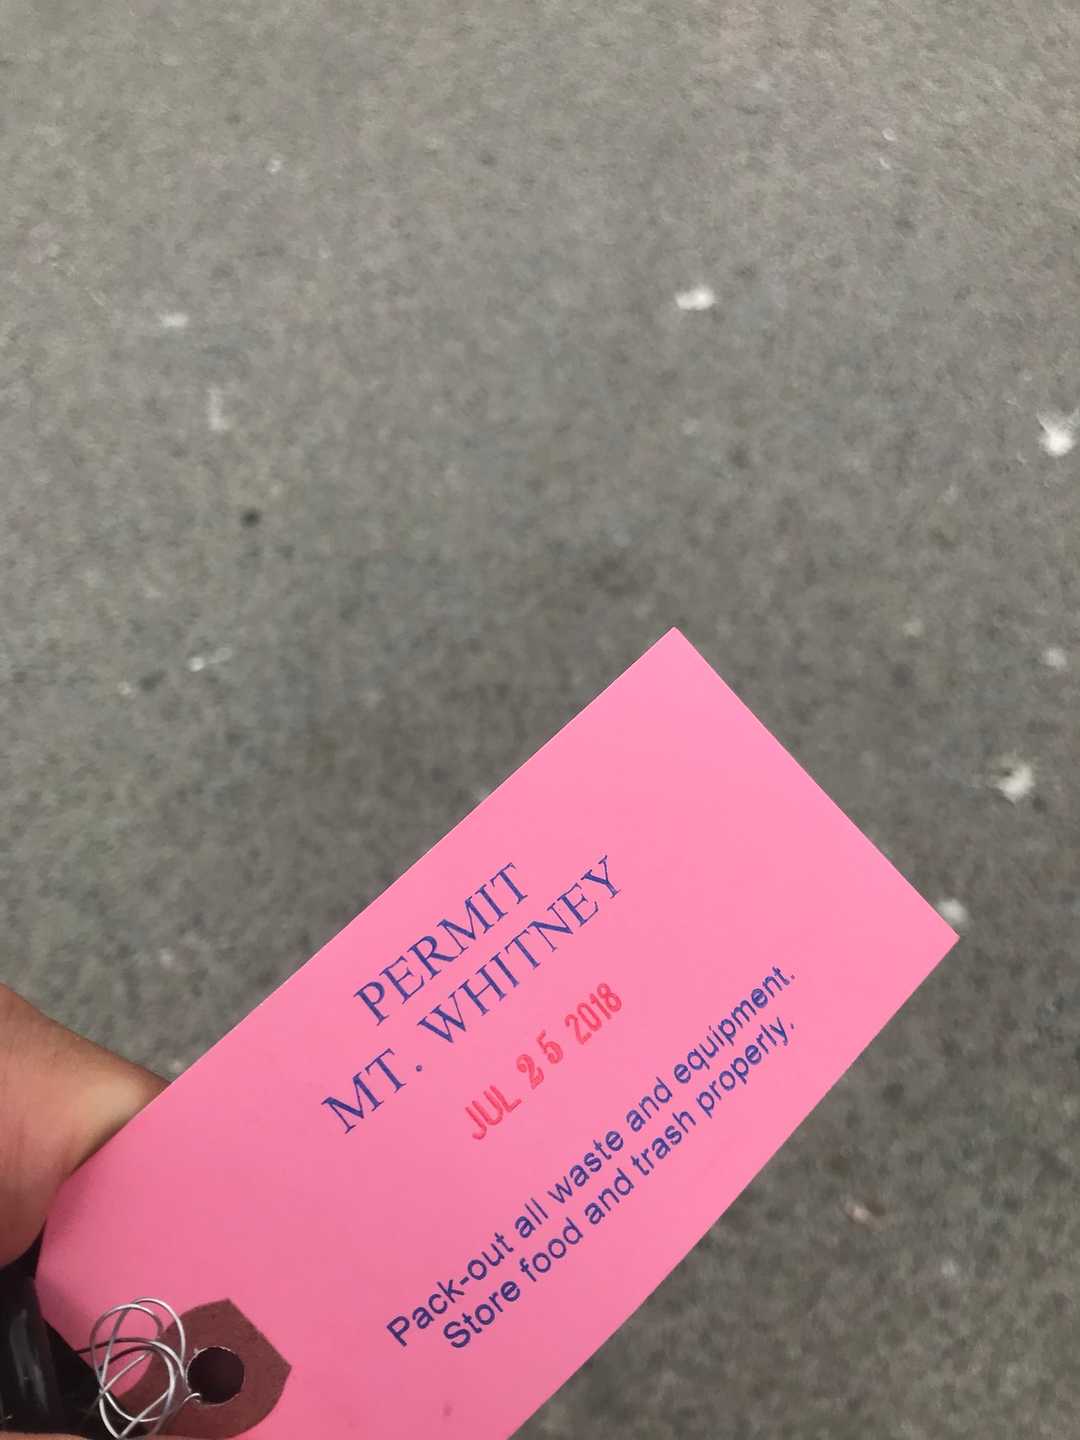 PERMIT
MT. WHITNEY
JUL 25 2018
Pack-out all waste and equipment.
Store food and trash properly.